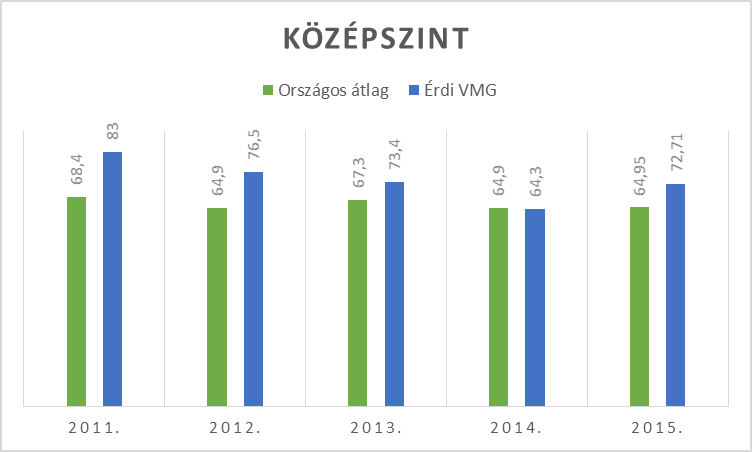 KÖZÉPSZINT
Országos átlag Érdi VMG
68,4 83 64,9 76,5 67,3 73,4 64,9 64,3 64,95 72,71
2011. 2012. 2013. 2014. 2015.